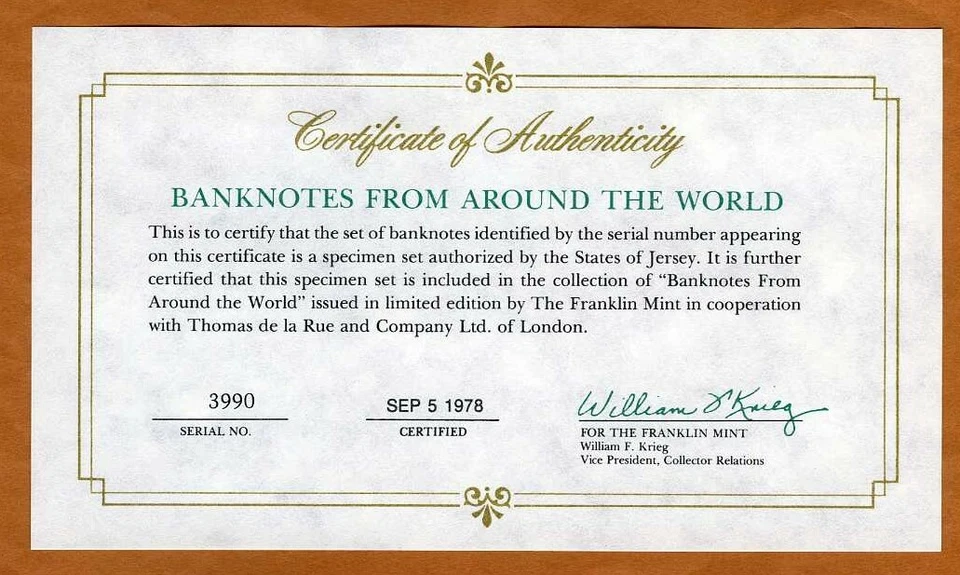 Certificate of Authenticity
BANKNOTES FROM AROUND THE WORLD
This is to certify that the set of banknotes identified by the serial number appearing
on this certificate is a specimen set authorized by the States of Jersey. It is further
certified that this specimen set is included in the collection of “Banknotes From
Around the World” issued in limited edition by The Franklin Mint in cooperation
with Thomas de la Rue and Company Ltd. of London.
3990
SERIAL NO.
SEP 5 1978
CERTIFIED
William F Krieg
FOR THE FRANKLIN MINT
William F. Krieg
Vice President, Collector Relations